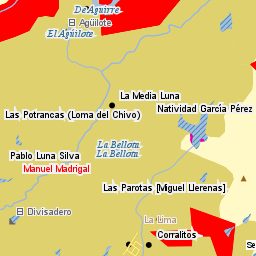 De Aguirre
Agüilote
El Agüilote
La Media Luna
Natividad García Pérez
Las Potrancas (Loma del Chivo)
La Bellota
La Bellota
Pablo Luna Silva
Manuel Madrigal
Las Parotas [Miguel Llerenas]
El Divisadero
La Lima
Corralitos
Se